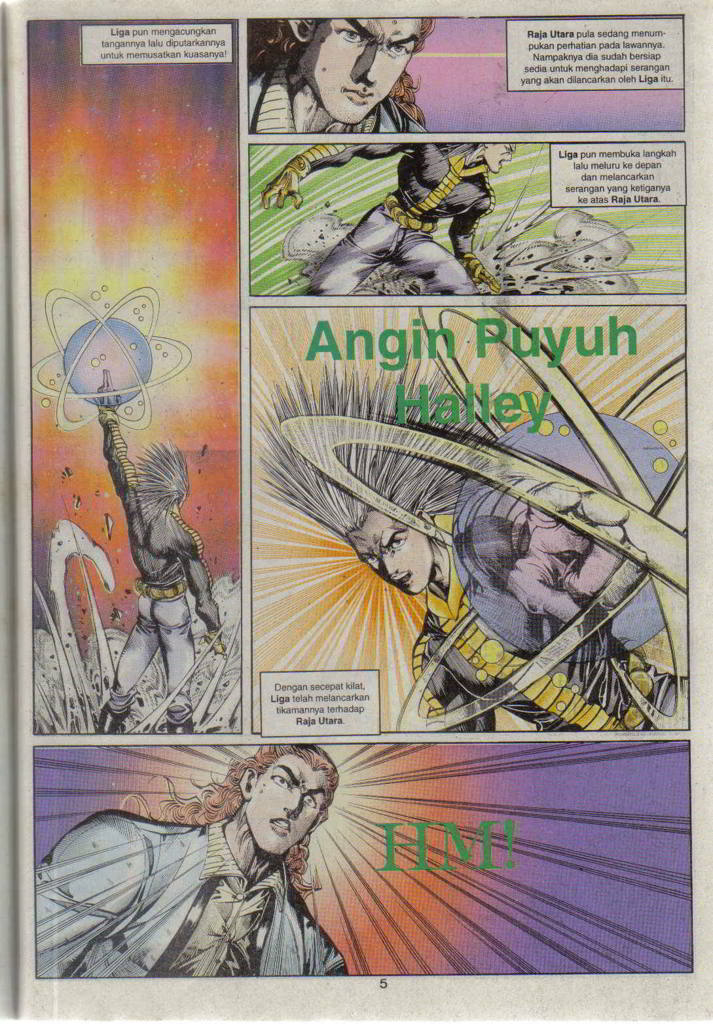 Liga pun mengacungkan
tangannya lalu diputarkannya
untuk memusatkan kuasanya!
Raja Utara pula sedang menum-
pukan perhatian pada lawannya.
Nampaknya dia sudah bersiap
sedia untuk menghadapi serangan
yang akan dilancarkan oleh Liga itu.
Liga pun membuka langkah
lalu meluru ke depan
dan melancarkan
serangan yang ketiganya
ke atas Raja Utara.
Angin Puyuh
Halley
Dengan secepat kilat,
Liga telah melancarkan
tikamannya terhadap
Raja Utara.
HM!
5